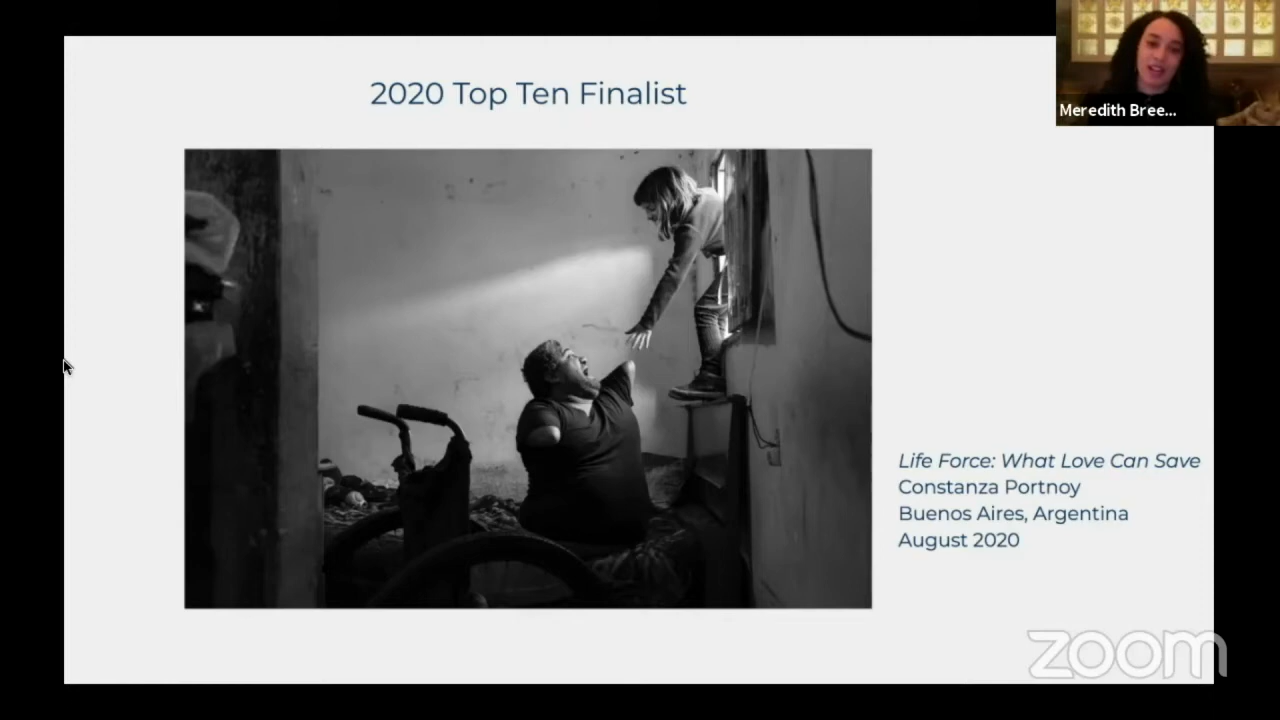 2020 Top Ten Finalist
Meredith Bree...
Life Force: What Love Can Save
Constanza Portnoy
Buenos Aires, Argentina
August 2020
zoom